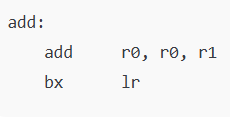 add:
    add     r0, r0, r1
    bx      lr